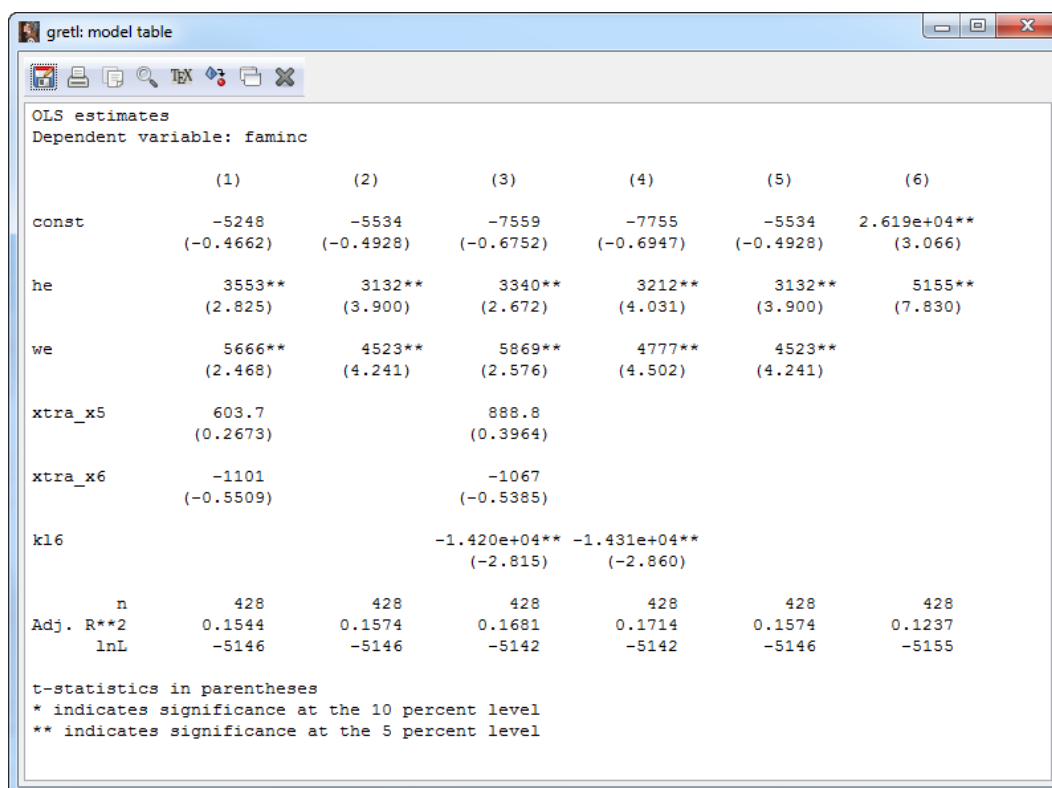 gretl: model table
TEX
OLS estimates
Dependent variable: faminc
(1) (2) (3) (4) (5) (6)
const -5248 -5534 -7559 -7755 -5534 2.619e+04**
(-0.4662) (-0.4928) (-0.6752) (-0.6947) (-0.4928) (3.066)
he 3553** 3132** 3340** 3212** 3132** 5155**
(2.825) (3.900) (2.672) (4.031) (3.900) (7.830)
we 5666** 4523** 5869** 4777** 4523**
(2.468) (4.241) (2.576) (4.502) (4.241)
xtra_x5 603.7 888.8
(0.2673) (0.3964)
xtra_x6 -1101 -1067
(-0.5509) (-0.5385)
kl6 -1.420e+04** -1.431e+04**
(-2.815) (-2.860)
n 428 428 428 428 428 428
Adj. R**2 0.1544 0.1574 0.1681 0.1714 0.1574 0.1237
lnL -5146 -5146 -5142 -5142 -5146 -5155
t-statistics in parentheses
* indicates significance at the 10 percent level
** indicates significance at the 5 percent level